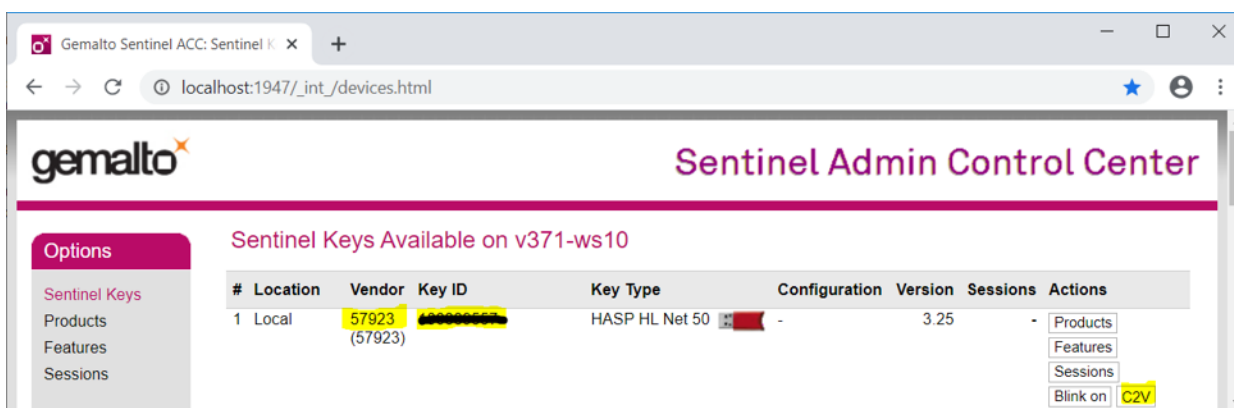 Gemalto Sentinel ACC: Sentinel K
localhost:1947/_int_/devices.html
gemalto
Sentinel Admin Control Center
Options
Sentinel Keys
Products
Features
Sessions
Sentinel Keys Available on v371-ws10
# Location Vendor Key ID Key Type Configuration Version Sessions Actions
1 Local 57923 HASP HL Net 50 - 3.25 - Products
(57923)
Features
Sessions
Blink on C2V